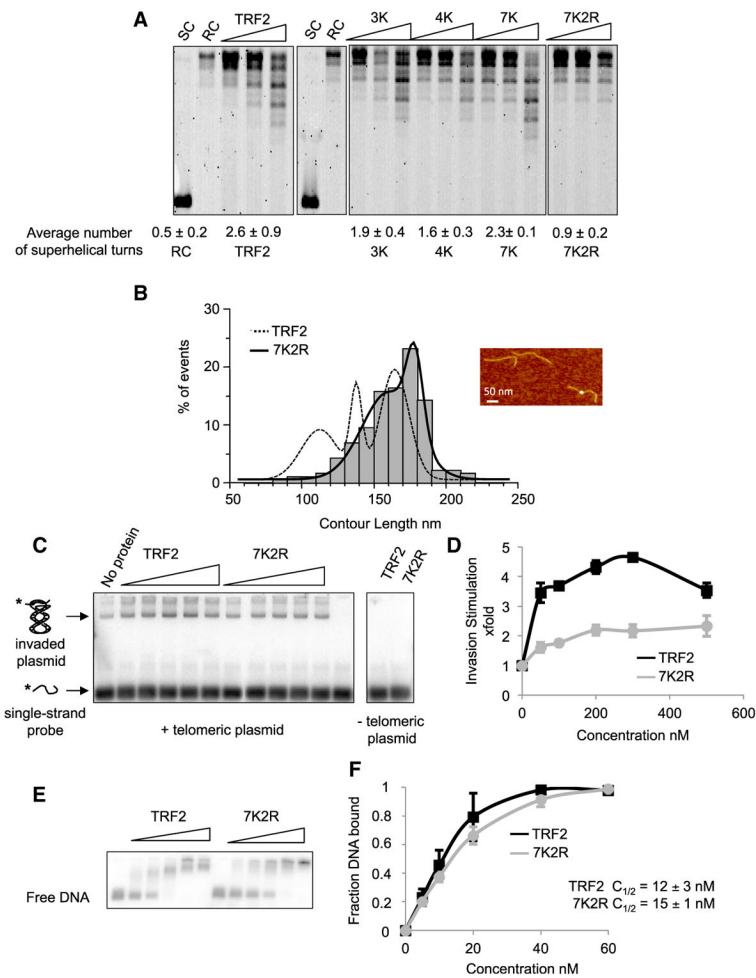 A
SC RC TRF2 SC RC 3K 4K 7K 7K2R
Average number of superhelical turns
0.5 ± 0.2 2.6 ± 0.9 1.9 ± 0.4 1.6 ± 0.3 2.3± 0.1 0.9 ± 0.2
RC TRF2 3K 4K 7K 7K2R
B
30
20
10
0
% of events
TRF2
7K2R
50 nm
50 100 150 200 250
Contour Length nm
C
No protein TRF2 7K2R TRF2 7K2R
*
invaded
plasmid
*
single-strand
probe
+ telomeric plasmid
- telomeric
plasmid
D
5
4
3
2
1
0
Invasion Stimulation
xfold
TRF2
7K2R
0 200 400 600
Concentration nM
E
TRF2 7K2R
Free DNA
F
1
0.8
0.6
0.4
0.2
0
Fraction DNA bound
TRF2
7K2R
TRF2 C1/2 = 12 ± 3 nM
7K2R C1/2 = 15 ± 1 nM
0 20 40 60
Concentration nM